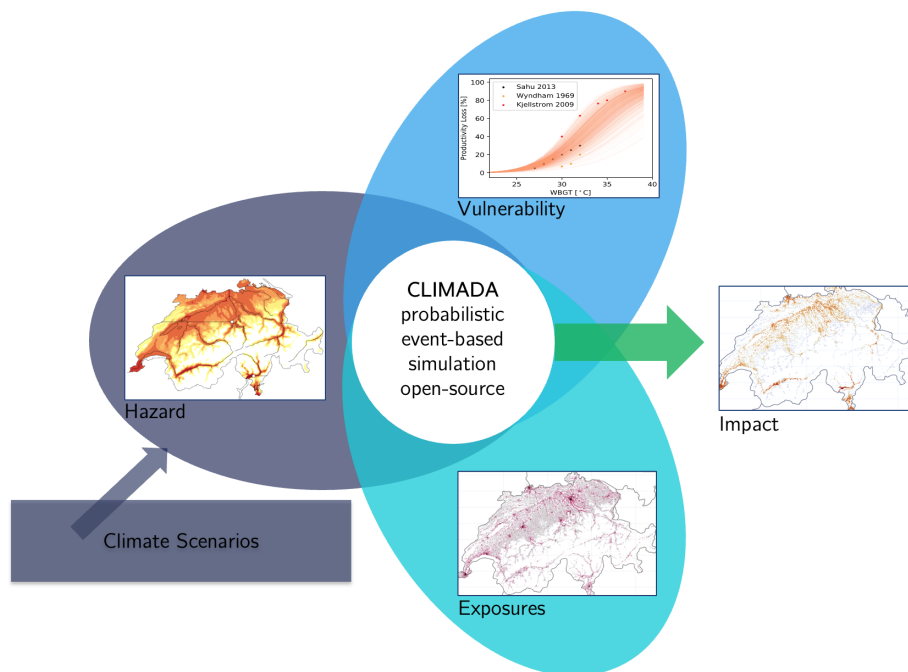 Productivity Loss [%]
100
80
60
40
20
0
Sahu 2013
Wyndham 1969
Kjellstrom 2009
25
30
35
40
WBGT [°C]
Vulnerability
CLIMADA
probabilistic
event-based
simulation
open-source
Hazard
Impact
Climate Scenarios
Exposures